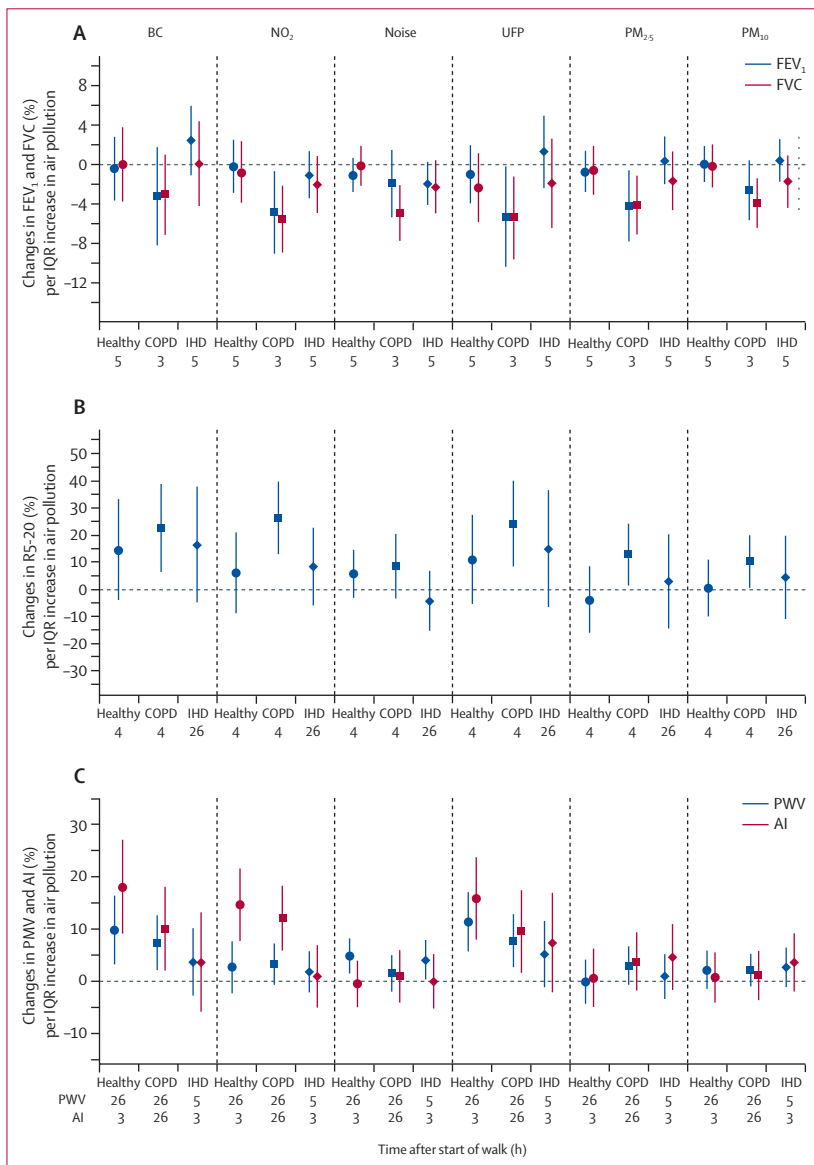 A
BC NO₂ Noise UFP PM₂·₅ PM₁₀
FEV₁
FVC
Changes in FEV₁ and FVC (%)
per IQR increase in air pollution
8
4
0
–4
–8
–12
Healthy COPD IHD Healthy COPD IHD Healthy COPD IHD Healthy COPD IHD Healthy COPD IHD Healthy COPD IHD
5 3 5 5 3 5 5 3 5 5 3 5 5 3 5 5 3 5
B
Changes in R5-20 (%)
per IQR increase in air pollution
50
40
30
20
10
0
–10
–20
–30
Healthy COPD IHD Healthy COPD IHD Healthy COPD IHD Healthy COPD IHD Healthy COPD IHD Healthy COPD IHD
4 4 26 4 4 26 4 4 26 4 4 26 4 4 26 4 4 26
C
PWV
AI
Changes in PMV and AI (%)
per IQR increase in air pollution
30
20
10
0
–10
Healthy COPD IHD Healthy COPD IHD Healthy COPD IHD Healthy COPD IHD Healthy COPD IHD Healthy COPD IHD
PWV 26 26 5 26 26 5 26 26 5 26 26 5 26 26 5 26 26 5
AI 3 26 3 3 26 3 3 26 3 3 26 3 3 26 3 3 26 3
Time after start of walk (h)